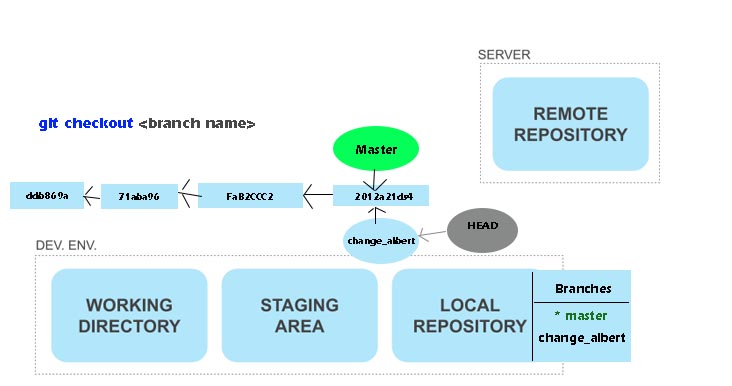 SERVER
REMOTE
REPOSITORY
git checkout <branch name>
Master
ddb869a
71aba96
FaB2CCC2
2012a21ds4
change_albert
HEAD
DEV. ENV.
WORKING
DIRECTORY
STAGING
AREA
LOCAL
REPOSITORY
Branches
* master
change_albert